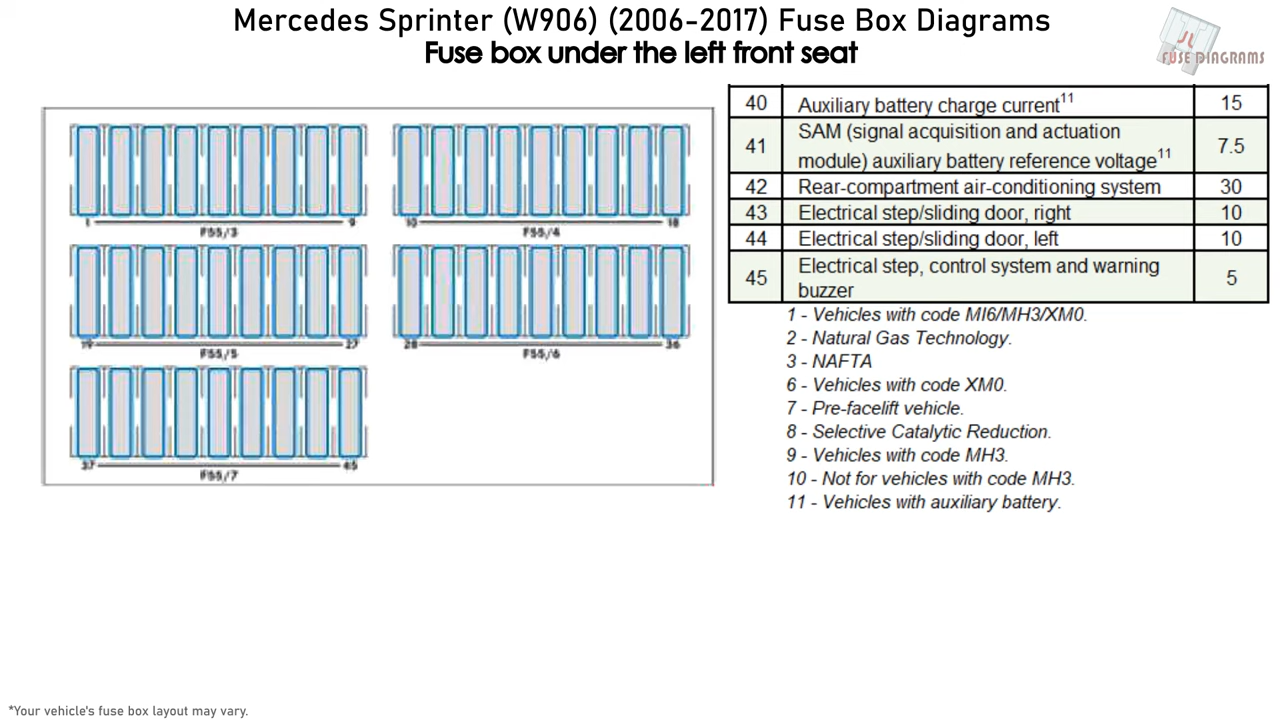 Mercedes Sprinter (W906) (2006-2017) Fuse Box Diagrams
Fuse box under the left front seat
JL
FUSE DIAGRAMS
1 9
F55/3
10 18
F55/4
19 27
F55/5
28 36
F55/6
37 45
F55/7
40 Auxiliary battery charge current11 15
41 SAM (signal acquisition and actuation
module) auxiliary battery reference voltage11 7.5
42 Rear-compartment air-conditioning system 30
43 Electrical step/sliding door, right 10
44 Electrical step/sliding door, left 10
45 Electrical step, control system and warning
buzzer 5
1 - Vehicles with code MI6/MH3/XM0.
2 - Natural Gas Technology.
3 - NAFTA
6 - Vehicles with code XM0.
7 - Pre-facelift vehicle.
8 - Selective Catalytic Reduction.
9 - Vehicles with code MH3.
10 - Not for vehicles with code MH3.
11 - Vehicles with auxiliary battery.
*Your vehicle's fuse box layout may vary.